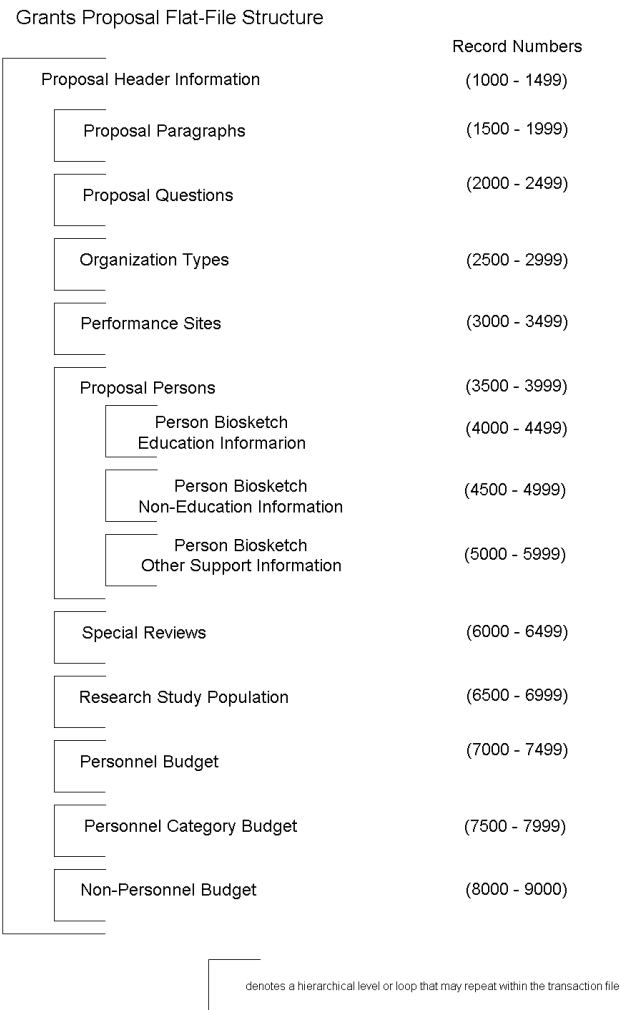 Grants Proposal Flat-File Structure
Record Numbers
Proposal Header Information (1000 - 1499)
Proposal Paragraphs (1500 - 1999)
Proposal Questions (2000 - 2499)
Organization Types (2500 - 2999)
Performance Sites (3000 - 3499)
Proposal Persons (3500 - 3999)
Person Biosketch (4000 - 4499)
Education Informarion
Person Biosketch (4500 - 4999)
Non-Education Information
Person Biosketch (5000 - 5999)
Other Support Information
Special Reviews (6000 - 6499)
Research Study Population (6500 - 6999)
Personnel Budget (7000 - 7499)
Personnel Category Budget (7500 - 7999)
Non-Personnel Budget (8000 - 9000)
denotes a hierarchical level or loop that may repeat within the transaction file